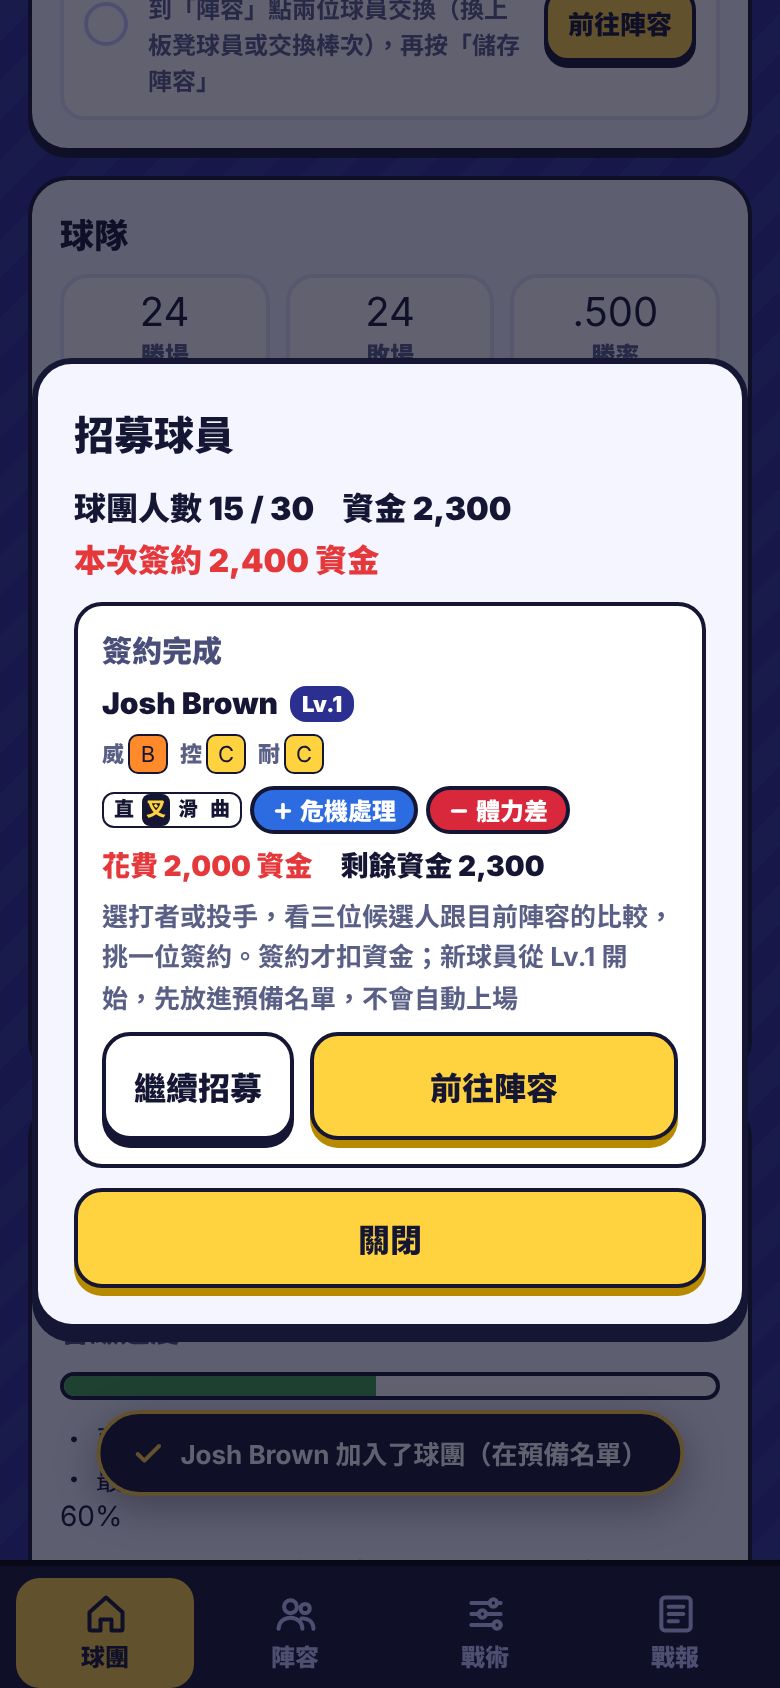 到「陣容」點兩位球員交換（換上
板凳球員或交換棒次），再按「儲存
陣容」
前往陣容
球隊
24
24
.500
勝場
敗場
勝率
招募球員
球團人數 15 / 30 資金 2,300
本次簽約 2,400 資金
簽約完成
Josh Brown Lv.1
威 B 控 C 耐 C
直 叉 滑 曲 + 危機處理 − 體力差
花費 2,000 資金 剩餘資金 2,300
選打者或投手，看三位候選人跟目前陣容的比較，
挑一位簽約。簽約才扣資金；新球員從 Lv.1 開
始，先放進預備名單，不會自動上場
繼續招募
前往陣容
關閉
Josh Brown 加入了球團（在預備名單）
60%
球團
陣容
戰術
戰報